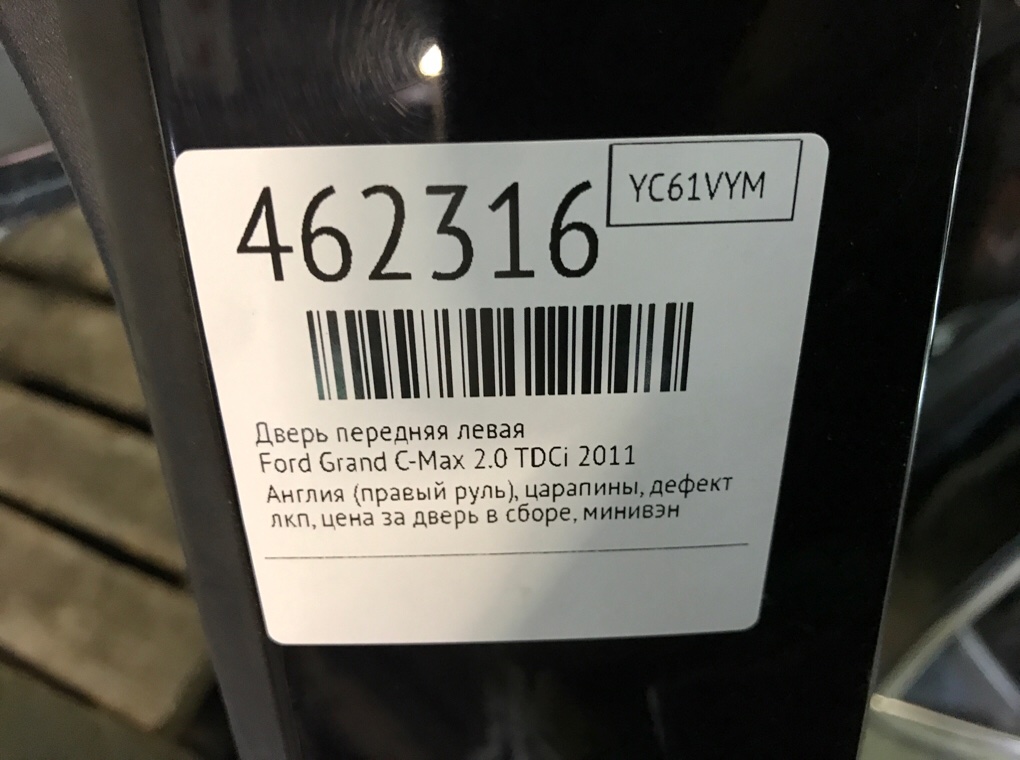 462316
YC61VYM
Дверь передняя левая
Ford Grand C-Max 2.0 TDCi 2011
Англия (правый руль), царапины, дефект
лкп, цена за дверь в сборе, минивэн